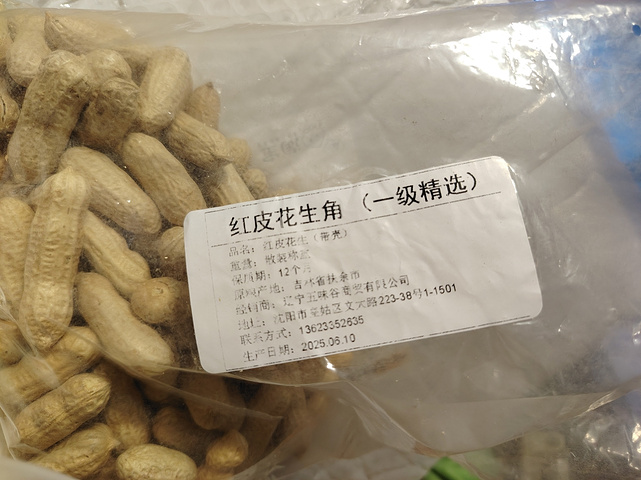 红皮花生角（一级精选）
品名：红皮花生（带壳）
重量：散装称重
保质期：12个月
原料产地：吉林省扶余市
经销商：辽宁五味谷商贸有限公司
地址：沈阳市皇姑区文大路223-38号1-1501
联系方式：13623352635
生产日期：2025.06.10